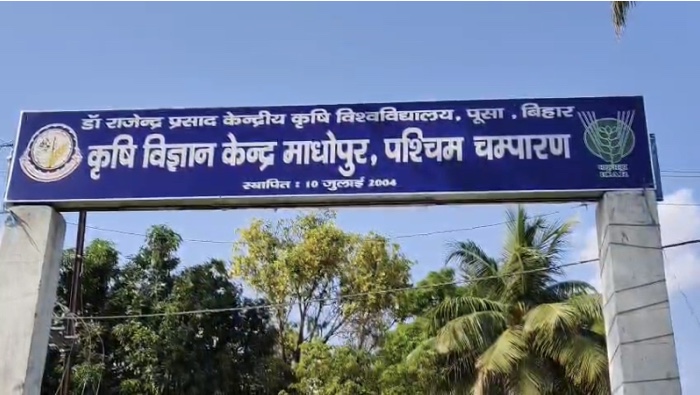 डॉ राजेन्द्र प्रसाद केन्द्रीय कृषि विश्वविद्यालय, पूसा , बिहार
कृषि विज्ञान केन्द्र माधोपुर, पश्चिम चम्पारण
स्थापित : 10 जुलाई 2004